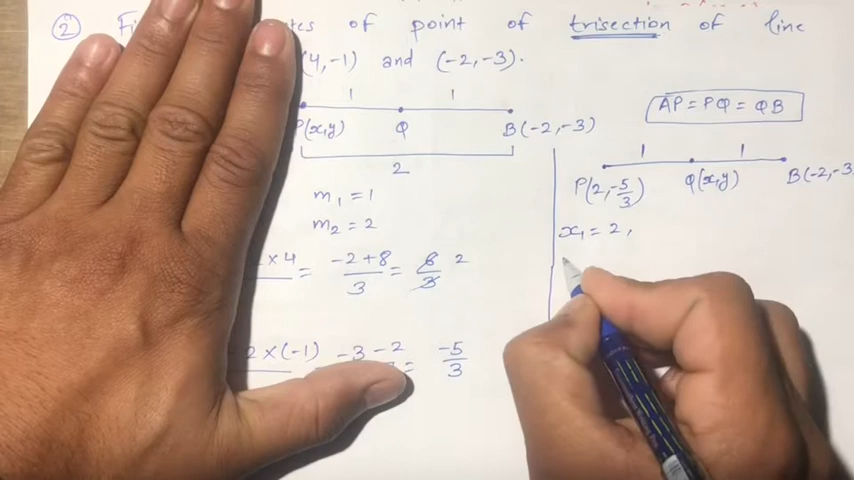 ② of point of trisection of line
(4,-1) and (-2,-3).
1 1
P(x,y) Q B(-2,-3)
2
m₁ = 1
m₂ = 2
×4 = -2+8/3 = 6/3 2
2×(-1) -3-2 = -5/3
AP = PQ = QB
1 1
P(2,-5/3) Q(x,y) B(-2,-3
x₁ = 2,